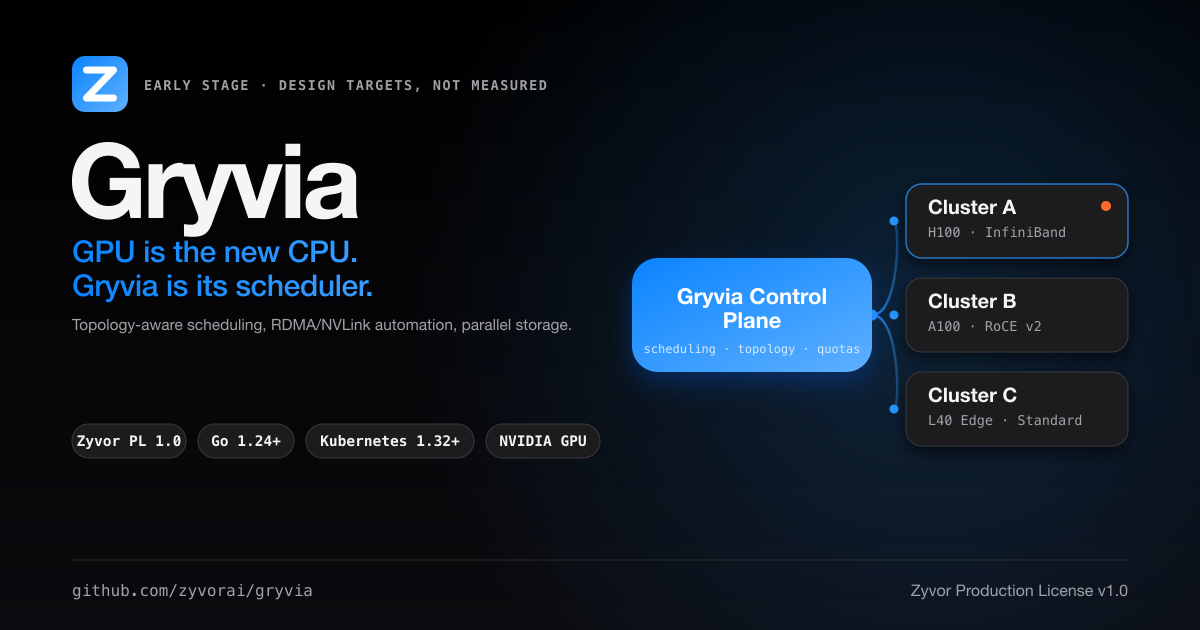 Z
EARLY STAGE · DESIGN TARGETS, NOT MEASURED
Gryvia
GPU is the new CPU.
Gryvia is its scheduler.
Topology-aware scheduling, RDMA/NVLink automation, parallel storage.
Zyvor PL 1.0
Go 1.24+
Kubernetes 1.32+
NVIDIA GPU
Gryvia Control
Plane
scheduling · topology · quotas
Cluster A
H100 · InfiniBand
Cluster B
A100 · RoCE v2
Cluster C
L40 Edge · Standard
github.com/zyvorai/gryvia
Zyvor Production License v1.0